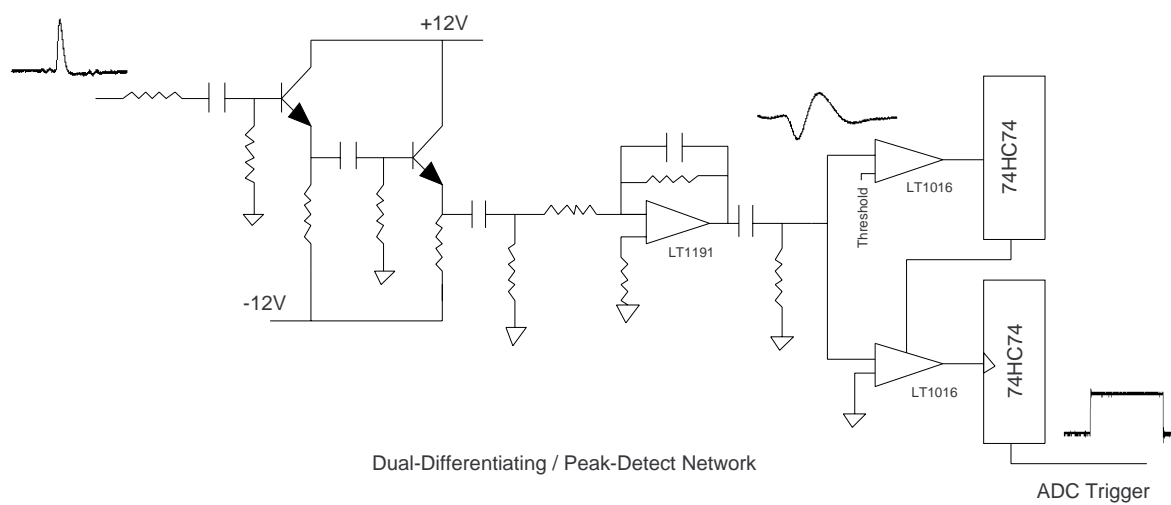 +12V
74HC74
LT1016
Threshold
LT1191
-12V
74HC74
LT1016
Dual-Differentiating / Peak-Detect Network
ADC Trigger